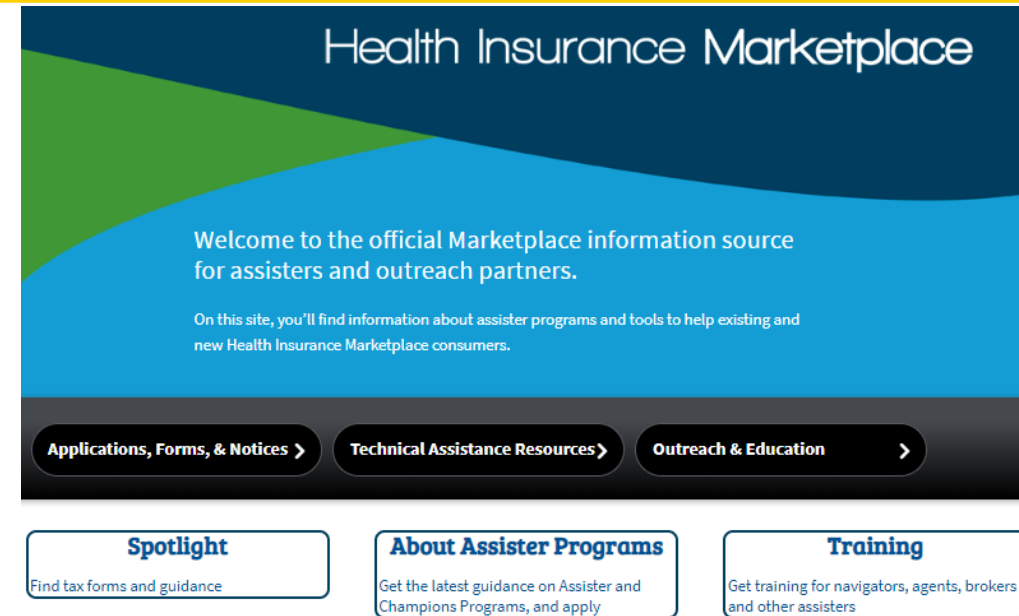 Health Insurance Marketplace
Welcome to the official Marketplace information source
for assisters and outreach partners.
On this site, you'll find information about assister programs and tools to help existing and
new Health Insurance Marketplace consumers.
Applications, Forms, & Notices
Technical Assistance Resources
Outreach & Education
Spotlight
Find tax forms and guidance
About Assister Programs
Get the latest guidance on Assister and
Champions Programs, and apply
Training
Get training for navigators, agents, brokers
and other assisters